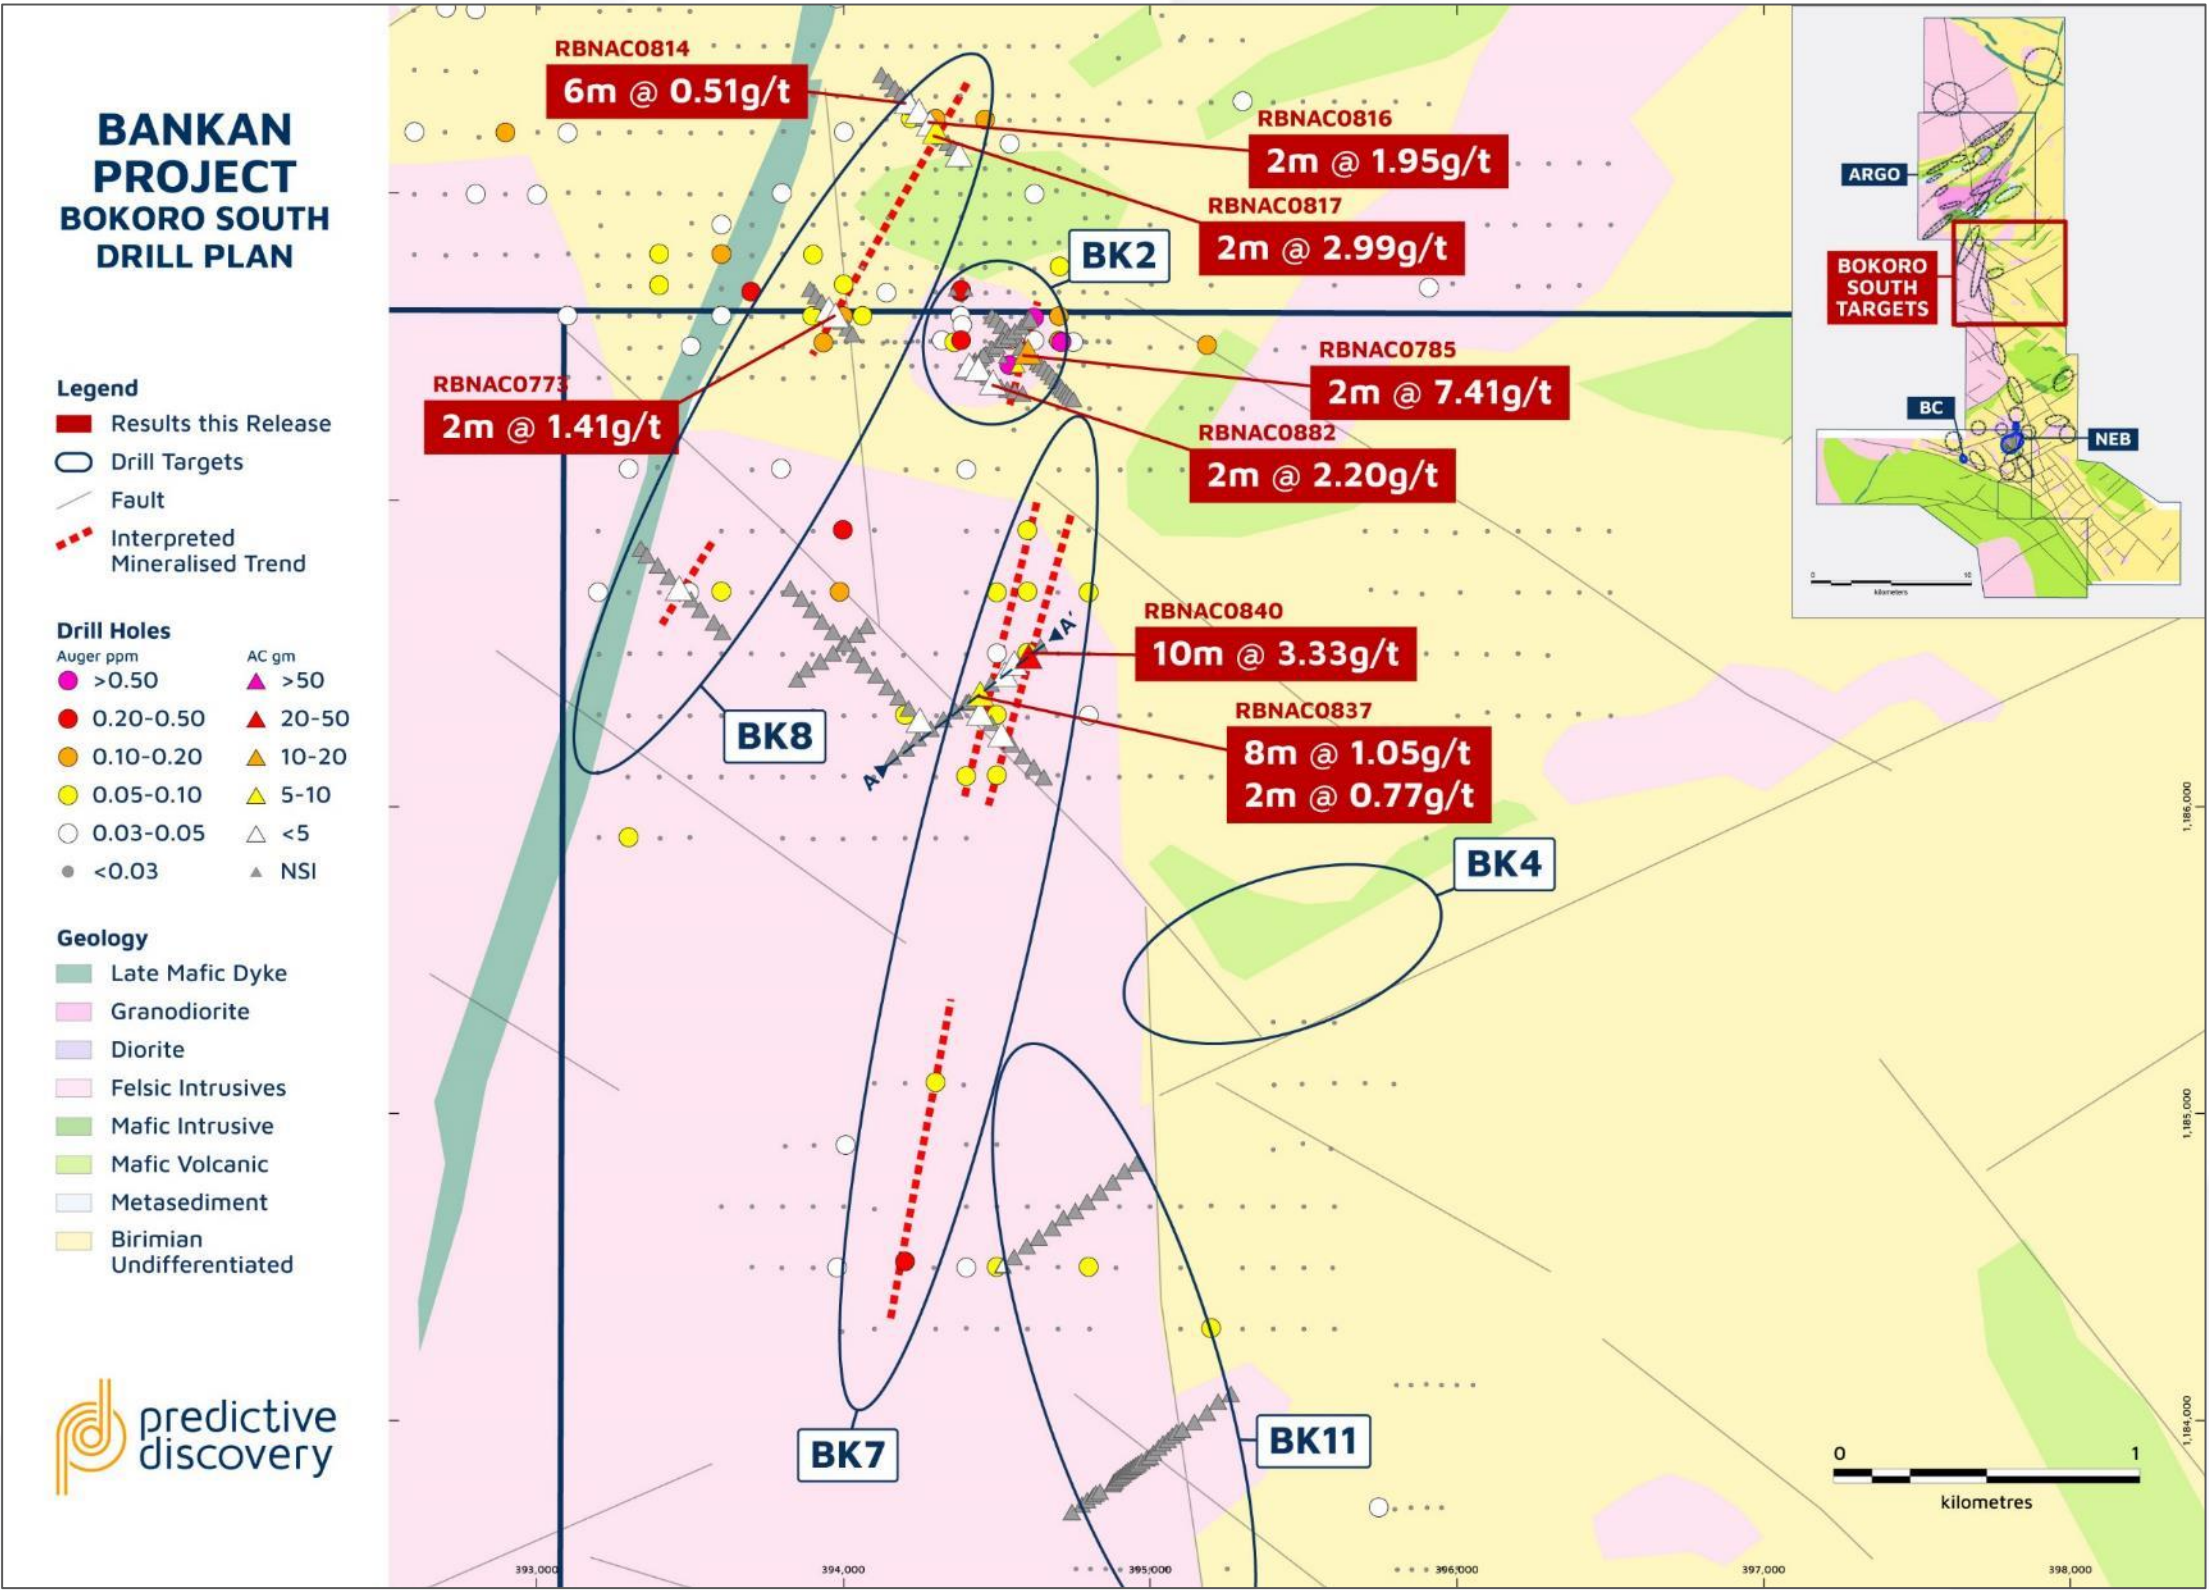 BANKAN
PROJECT
BOKORO SOUTH
DRILL PLAN
Legend
Results this Release
Drill Targets
Fault
Interpreted
Mineralised Trend
Drill Holes
Auger ppm
AC gm
>0.50
>50
0.20-0.50
20-50
0.10-0.20
10-20
0.05-0.10
5-10
0.03-0.05
<5
<0.03
NSI
Geology
Late Mafic Dyke
Granodiorite
Diorite
Felsic Intrusives
Mafic Intrusive
Mafic Volcanic
Metasediment
Birimian
Undifferentiated
predictive
discovery
RBNAC0814
6m @ 0.51g/t
RBNAC0816
2m @ 1.95g/t
RBNAC0817
2m @ 2.99g/t
BK2
RBNAC0785
2m @ 7.41g/t
RBNAC0773
2m @ 1.41g/t
RBNAC0882
2m @ 2.20g/t
RBNAC0840
10m @ 3.33g/t
A'
RBNAC0837
8m @ 1.05g/t
2m @ 0.77g/t
BK8
A
BK4
BK7
BK11
ARGO
BOKORO
SOUTH
TARGETS
BC
NEB
0
10
kilometers
1,186,000
1,185,000
1,184,000
0
1
kilometres
393,000
394,000
395,000
396,000
397,000
398,000